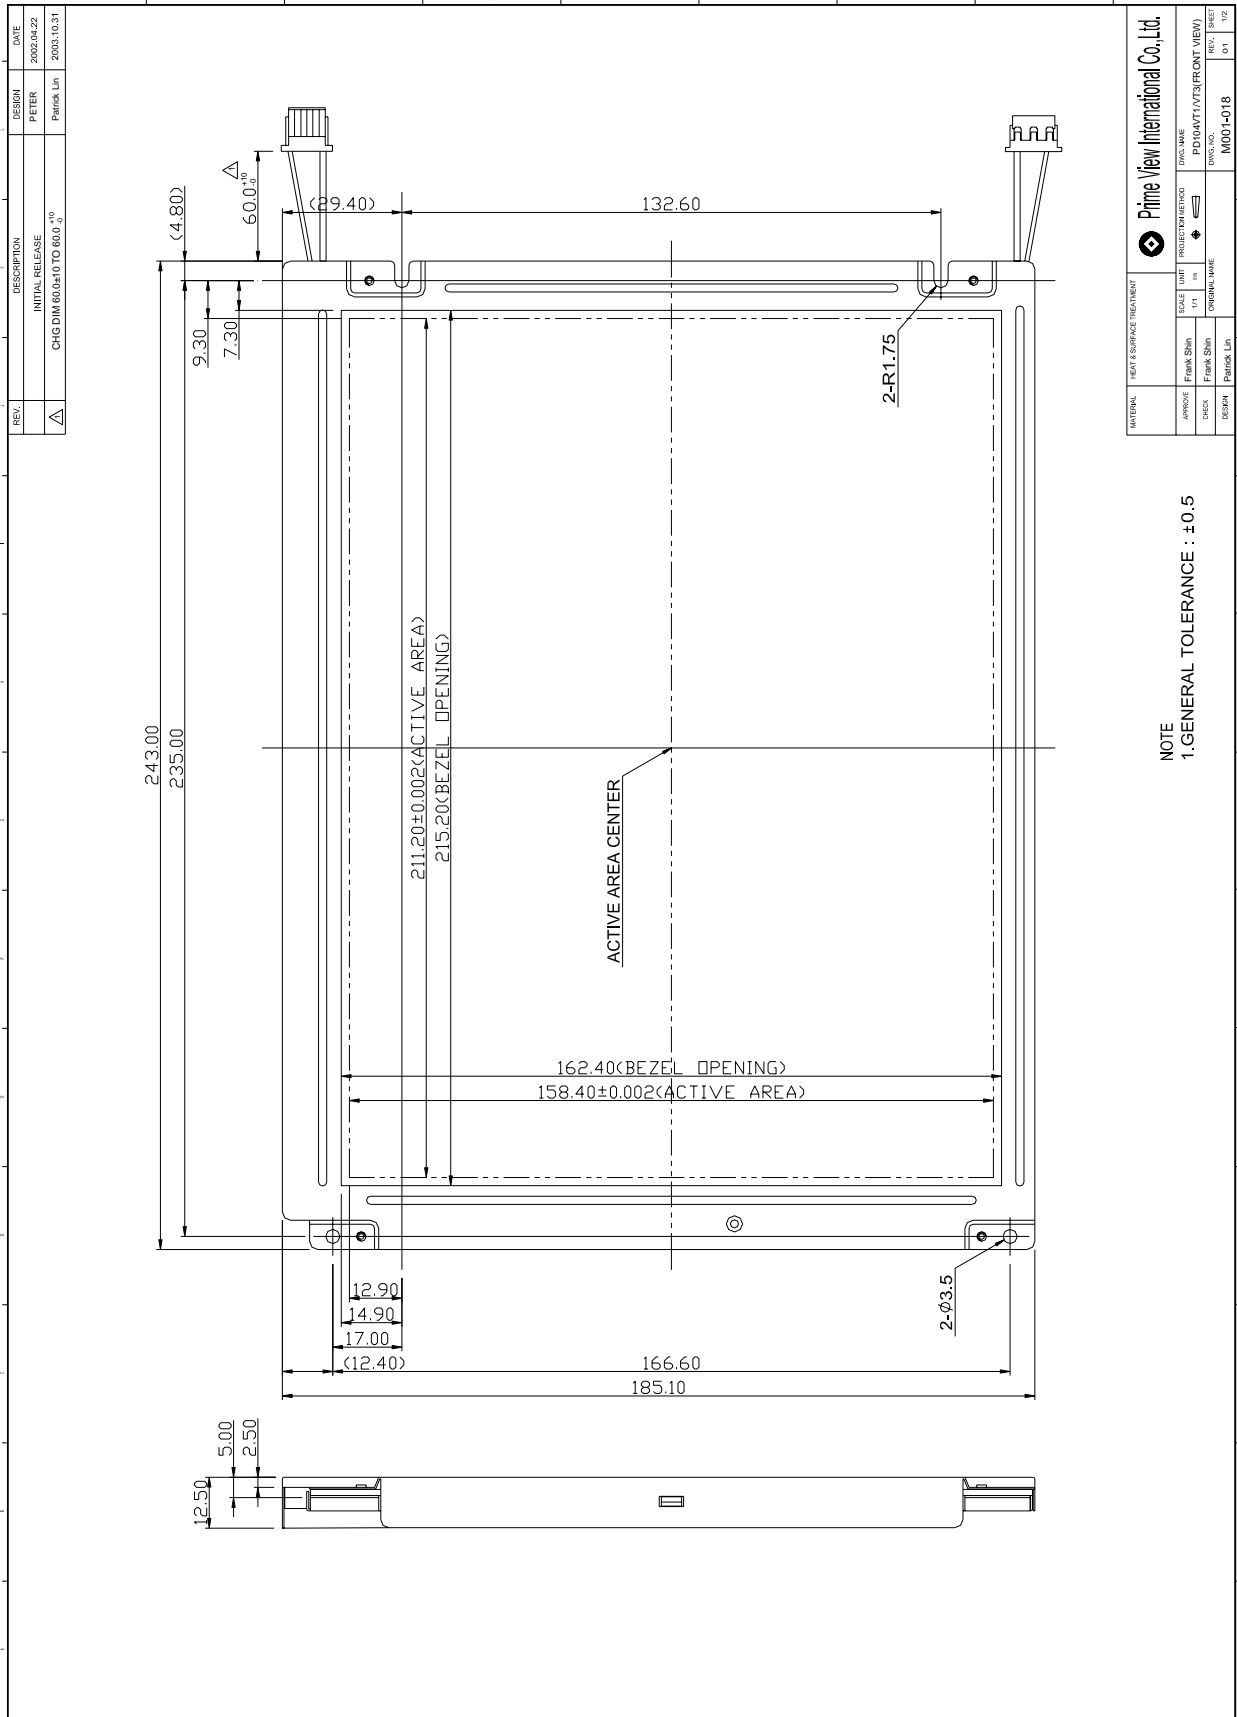 REV.
DESCRIPTION
DESIGN
DATE
INITIAL RELEASE
PETER
2002.04.22
1
CHG DIM 60.0±10 TO 60.0 +10 -0
Patrick Lin
2003.10.31
MATERIAL
HEAT & SURFACE TREATMENT
Prime View International Co.,Ltd.
APPROVE
Frank Shin
SCALE
1/1
UNIT
PROJECTION METHOD
DWG. NAME
PD104VT1/VT3(FRONT VIEW)
CHECK
Frank Shin
ORIGINAL NAME
DWG. NO.
M001-018
REV.
01
SHEET
1/2
DESIGN
Patrick Lin
(4.80)
60.0 +10 -0
1
(29.40)
132.60
9.30
7.30
2-R1.75
243.00
235.00
211.20±0.002(ACTIVE AREA)
215.20(BEZEL OPENING)
ACTIVE AREA CENTER
162.40(BEZEL OPENING)
158.40±0.002(ACTIVE AREA)
12.90
14.90
17.00
(12.40)
166.60
185.10
2-Ø3.5
5.00
2.50
12.50
NOTE
1.GENERAL TOLERANCE : ±0.5